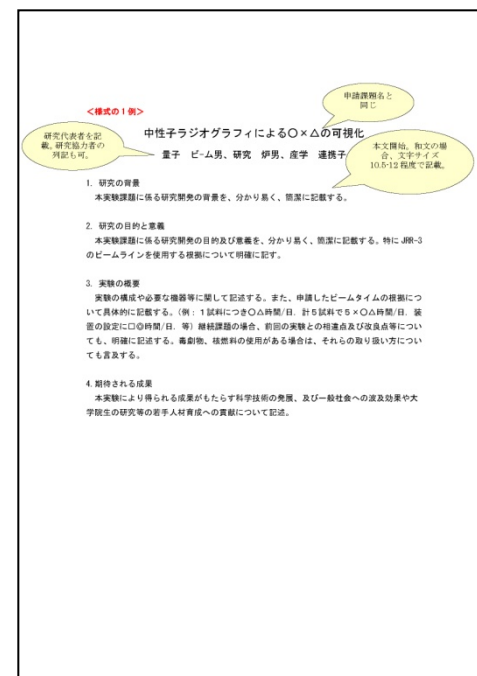 <様式の1例>
申請課題名と
同じ
研究代表者を記
載。研究協力者の
列記も可。
中性子ラジオグラフィによる〇×△の可視化
量子 ビーム男、研究 炉男、産学 連携子
本文開始。和文の場
合、文字サイズ
10.5-12程度で記載。
1. 研究の背景
本実験課題に係る研究開発の背景を、分かり易く、簡潔に記載する。
2. 研究の目的と意義
本実験課題に係る研究開発の目的及び意義を、分かり易く、簡潔に記載する。特に JRR-3
のビームラインを使用する根拠について明確に記す。
3. 実験の概要
実験の構成や必要な機器等に関して記述する。また、申請したビームタイムの根拠につ
いて具体的に記載する。(例：1試料につき〇△時間/日．計5試料で5×〇△時間/日．装
置の設定に□◎時間/日．等) 継続課題の場合、前回の実験との相違点及び改良点等につい
ても、明確に記述する。毒劇物、核燃料の使用がある場合は、それらの取り扱い方につい
ても言及する。
4.期待される成果
本実験により得られる成果がもたらす科学技術の発展、及び一般社会への波及効果や大
学院生の研究等の若手人材育成への貢献について記述。